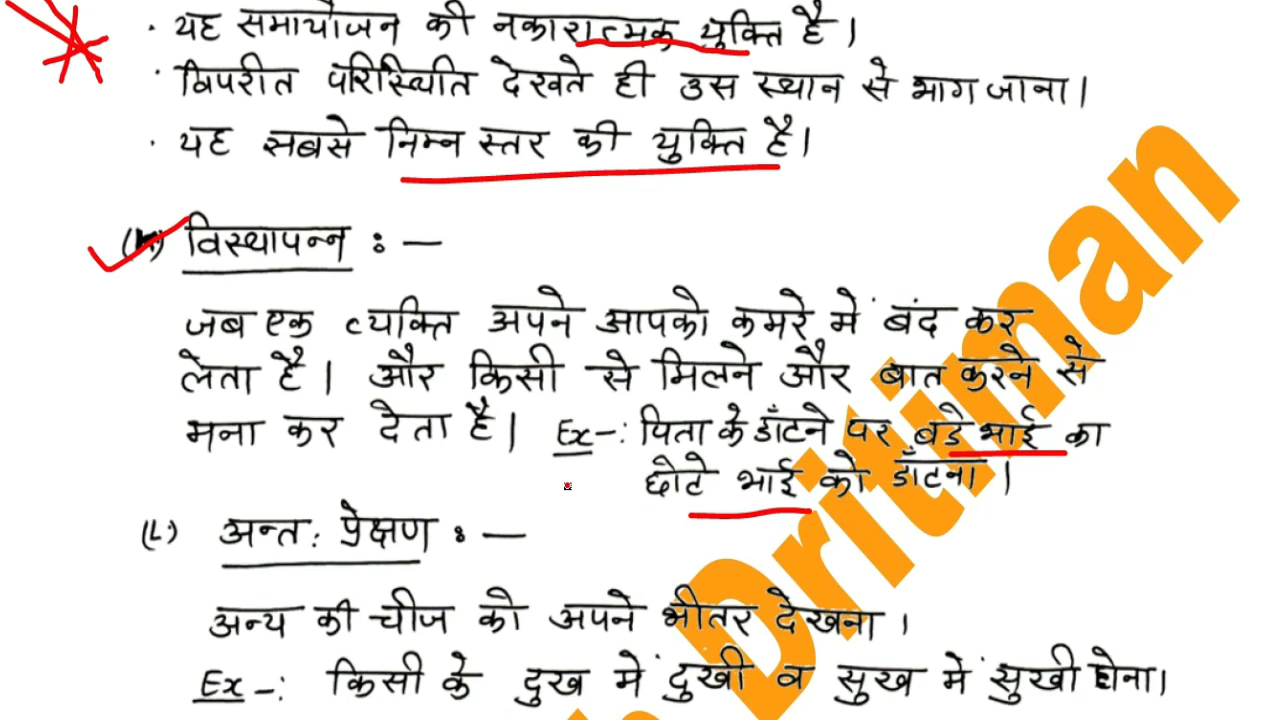 · यह समायोजन की नकारात्मक युक्ति है।
· विपरीत परिस्थिति देखते ही उस स्थान से भाग जाना।
· यह सबसे निम्न स्तर की युक्ति है।
(K) विस्थापन्न : —
जब एक व्यक्ति अपने आपको कमरे में बंद कर
लेता है। और किसी से मिलने और बात करने से
मना कर देता है। Ex-: पिता के डाँटने पर बडे भाई का
छोटे भाई को डाँटना।
(L) अन्त: प्रेक्षण : —
अन्य की चीज को अपने भीतर देखना।
Ex-: किसी के दुख में दुखी व सुख में सुखी होना।
Dritiman